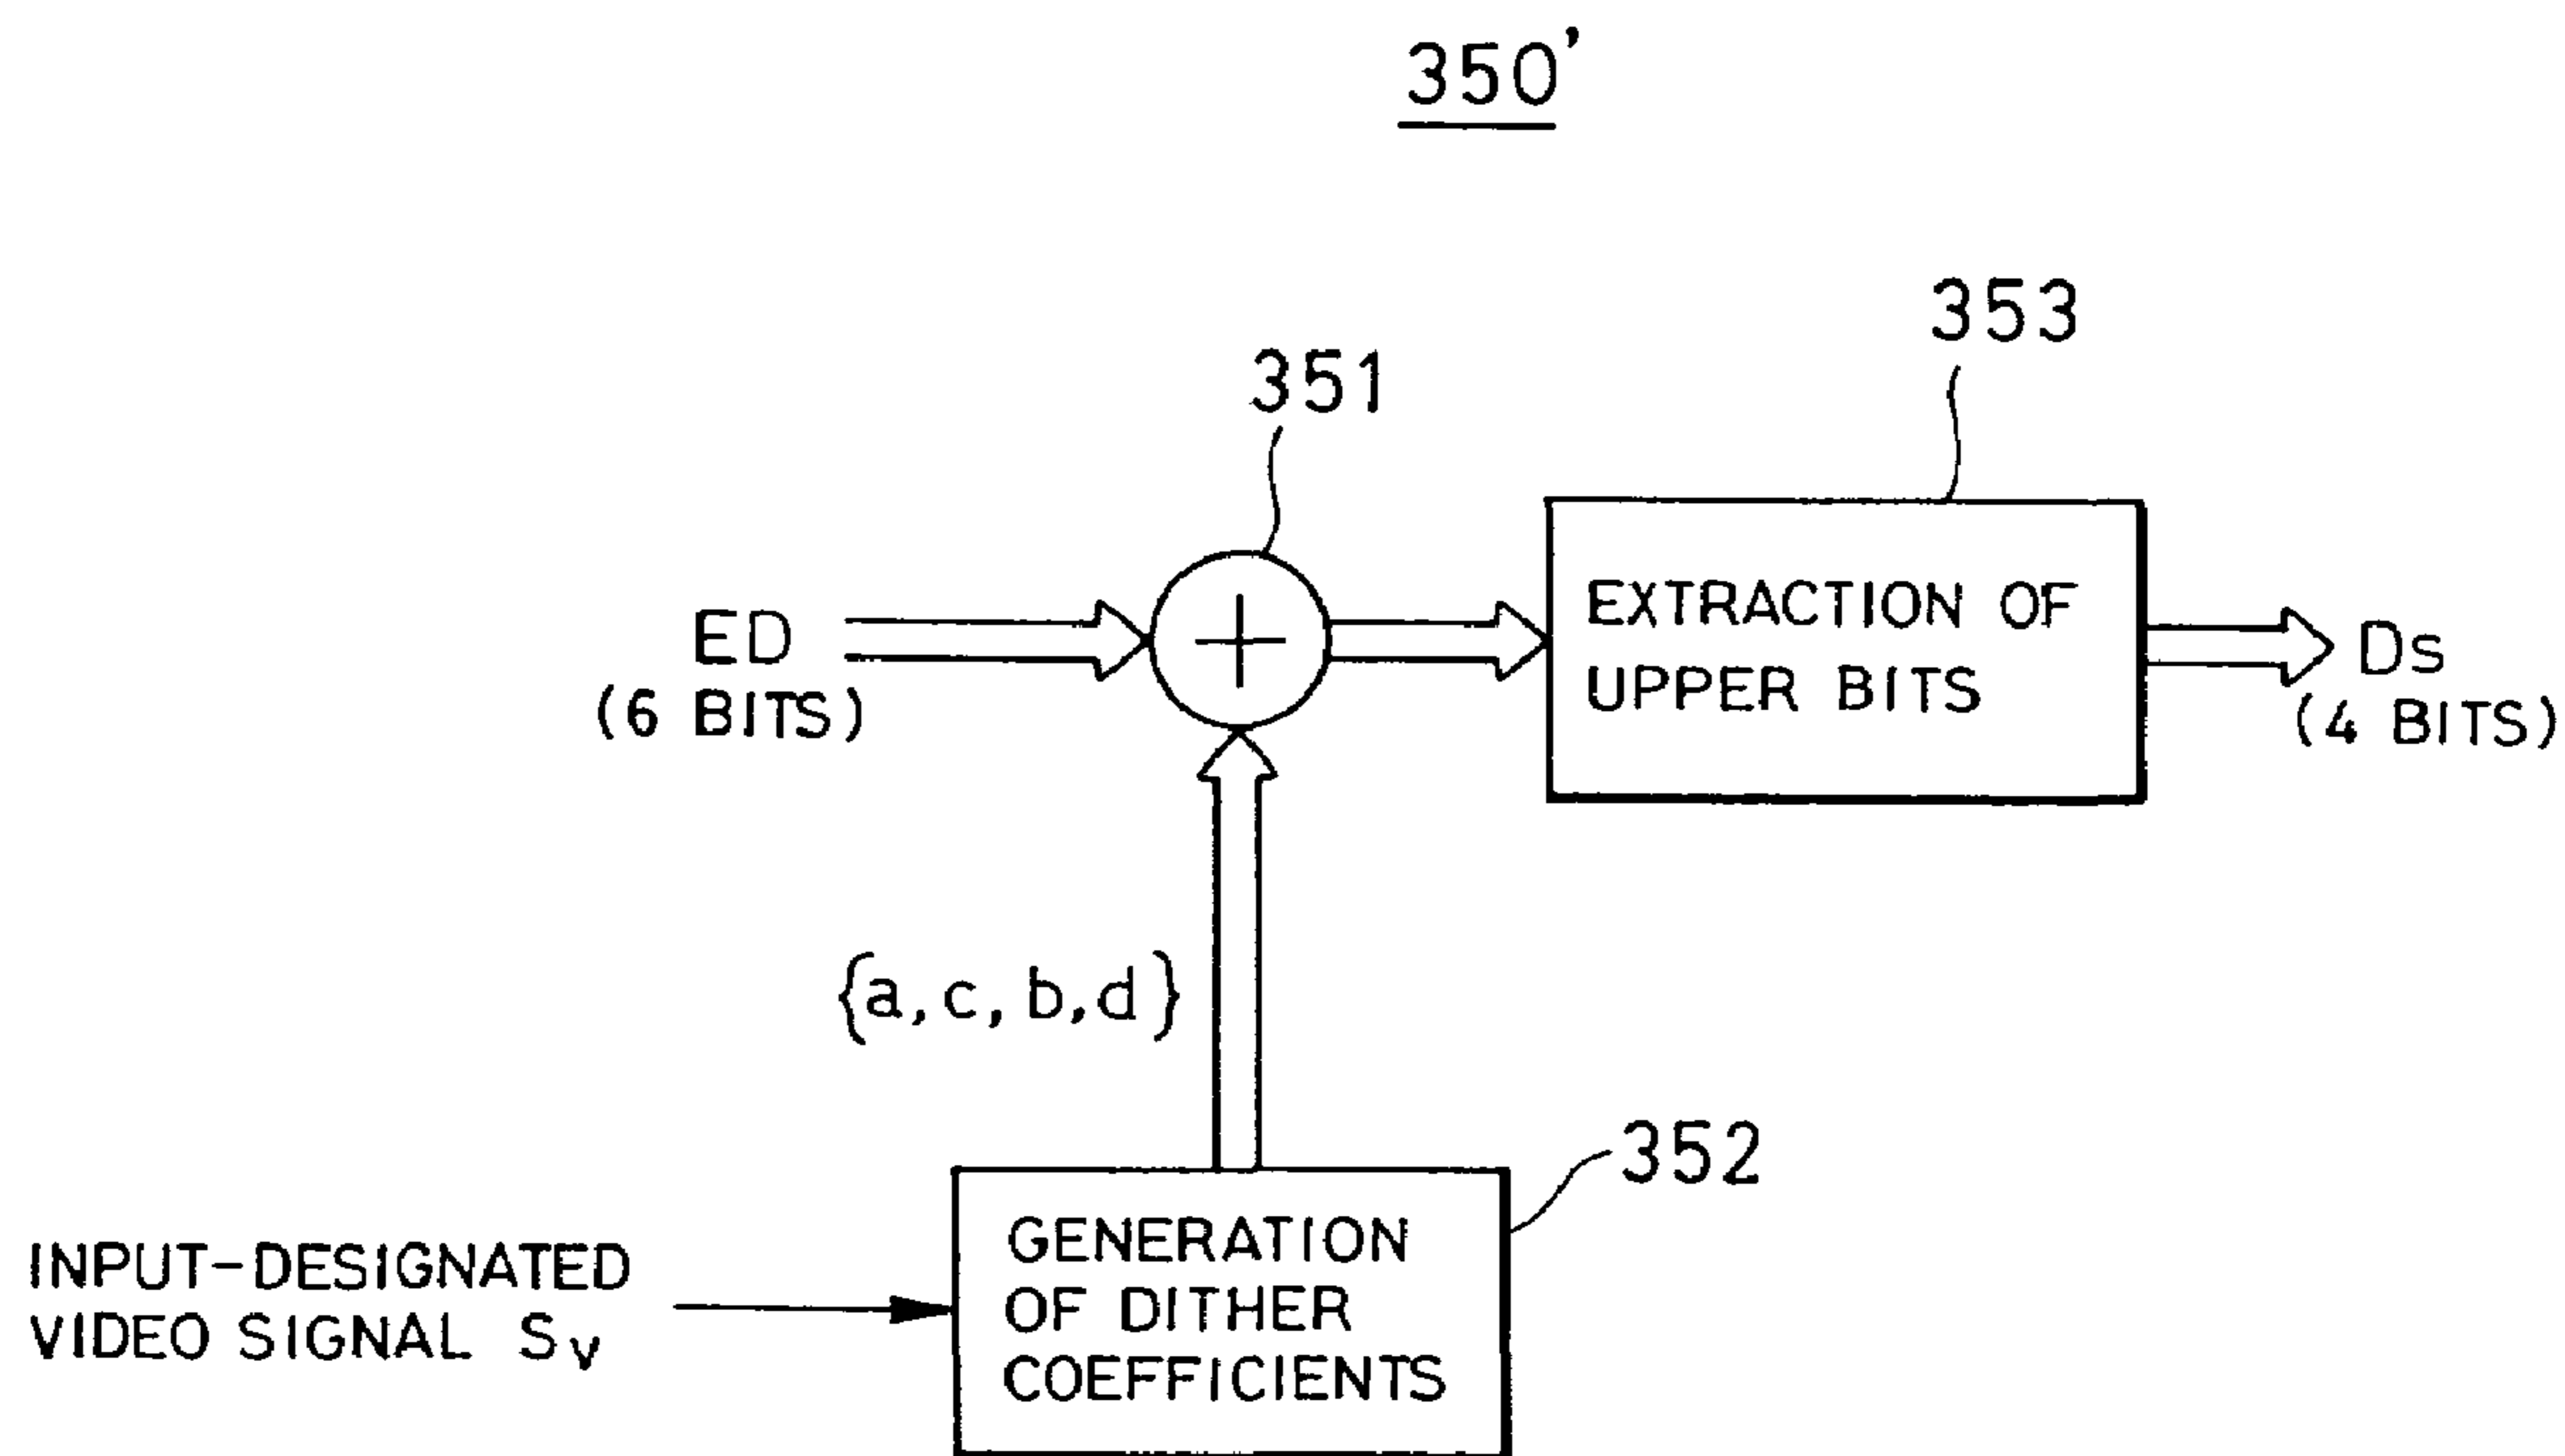 350'
353
351
EXTRACTION OF
UPPER BITS
ED
(6 BITS)
Ds
(4 BITS)
{a, c, b, d}
352
GENERATION
OF DITHER
COEFFICIENTS
INPUT-DESIGNATED
VIDEO SIGNAL Sv